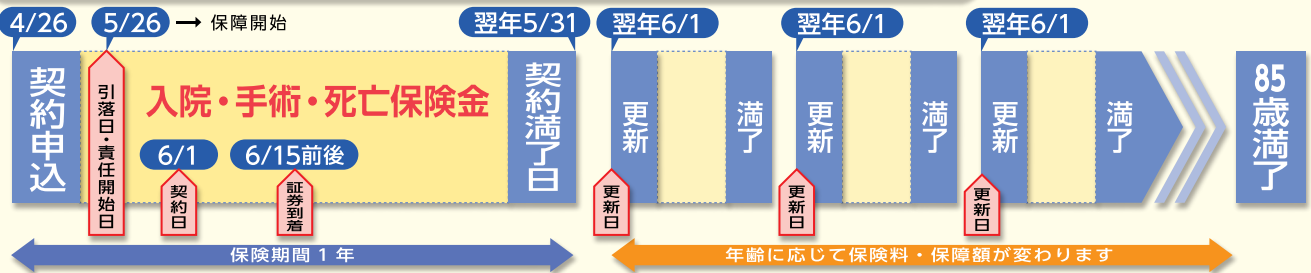 4/26
5/26 → 保障開始
翌年5/31
翌年6/1
翌年6/1
翌年6/1
契約申込
引落日・責任開始日
入院・手術・死亡保険金
6/1
契約日
6/15前後
証券到着
契約満了日
更新
満了
更新
満了
更新
満了
85歳満了
更新日
更新日
更新日
保険期間1年
年齢に応じて保険料・保障額が変わります